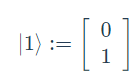 |1⟩ := [ 0
1 ]